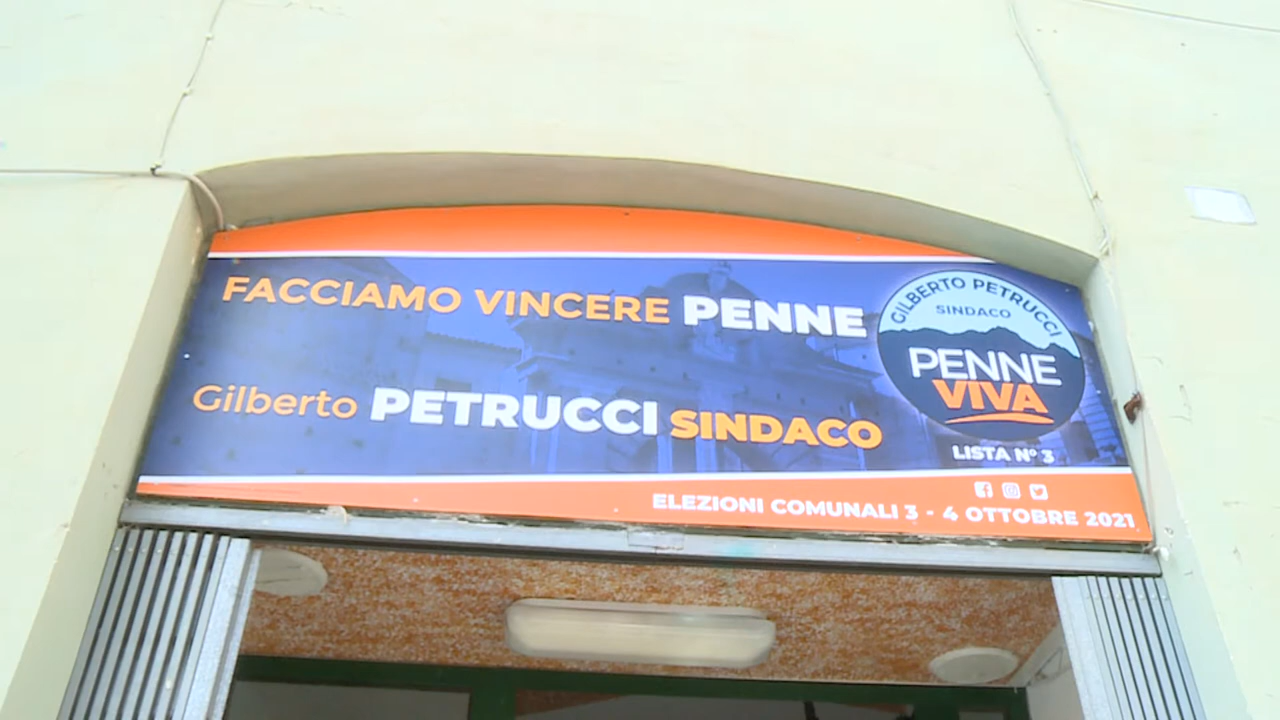 FACCIAMO VINCERE PENNE
Gilberto PETRUCCI SINDACO
GILBERTO PETRUCCI
SINDACO
PENNE
VIVA
LISTA N° 3
ELEZIONI COMUNALI 3 - 4 OTTOBRE 2021